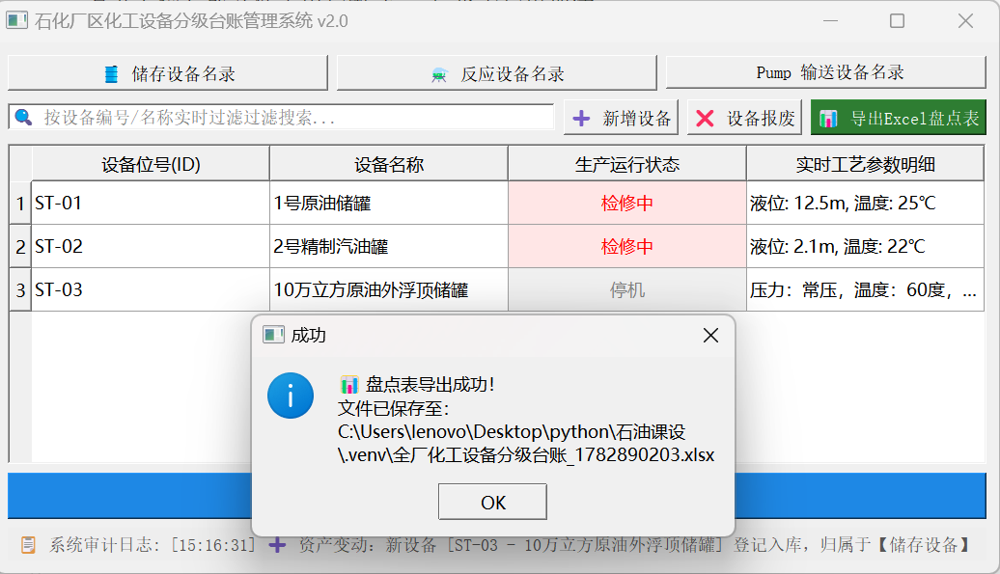 石化厂区化工设备分级台账管理系统 v2.0
储存设备名录
反应设备名录
Pump 输送设备名录
按设备编号/名称实时过滤过滤搜索...
新增设备
设备报废
导出Excel盘点表
设备位号(ID) 设备名称 生产运行状态 实时工艺参数明细
1 ST-01 1号原油储罐 检修中 液位: 12.5m, 温度: 25℃
2 ST-02 2号精制汽油罐 检修中 液位: 2.1m, 温度: 22℃
3 ST-03 10万立方原油外浮顶储罐 停机 压力：常压，温度：60度，...
成功
盘点表导出成功！
文件已保存至：
C:\Users\lenovo\Desktop\python\石油课设
\.venv\全厂化工设备分级台账_1782890203.xlsx
OK
系统审计日志: [15:16:31] ➕ 资产变动：新设备 [ST-03 - 10万立方原油外浮顶储罐] 登记入库，归属于【储存设备】